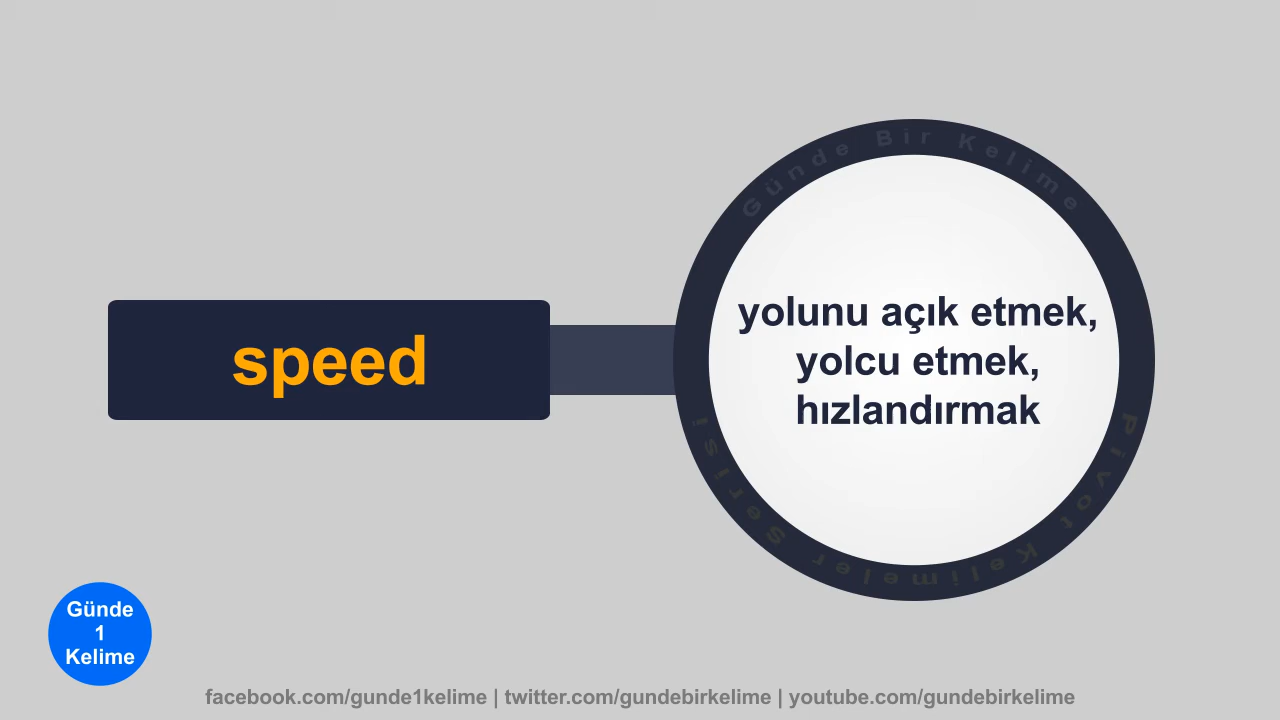 Günde Bir Kelime
speed
yolunu açık etmek,
yolcu etmek,
hızlandırmak
Pivot Kelimeler Serisi
Günde
1
Kelime
facebook.com/gunde1kelime | twitter.com/gundebirkelime | youtube.com/gundebirkelime